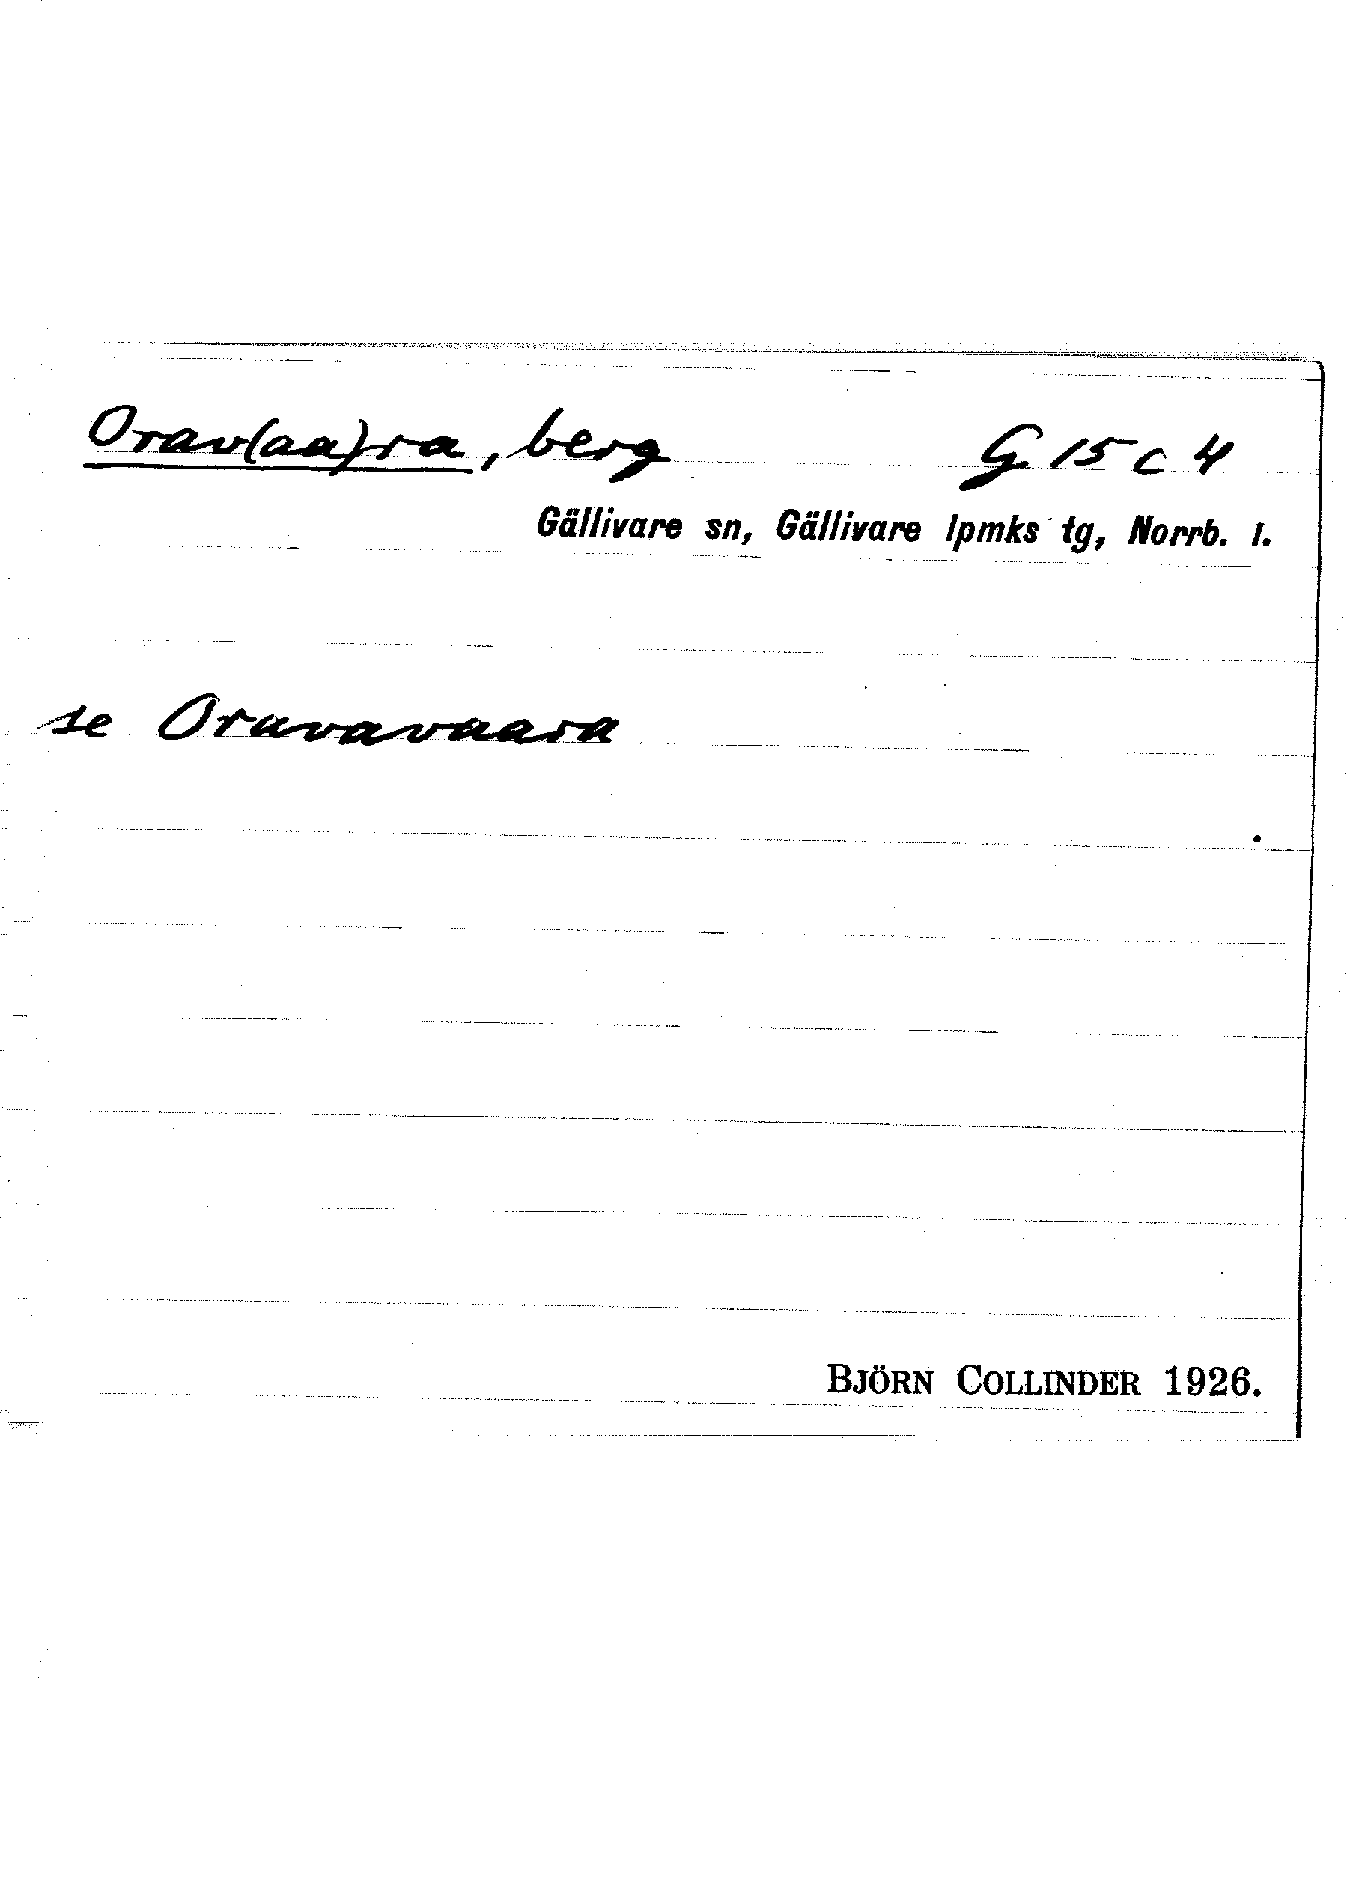 Orav(aa)ra, berg G. 15 c 4
Gällivare sn, Gällivare lpmks tg, Norrb. l.
se Oravavaara
BJÖRN COLLINDER 1926.